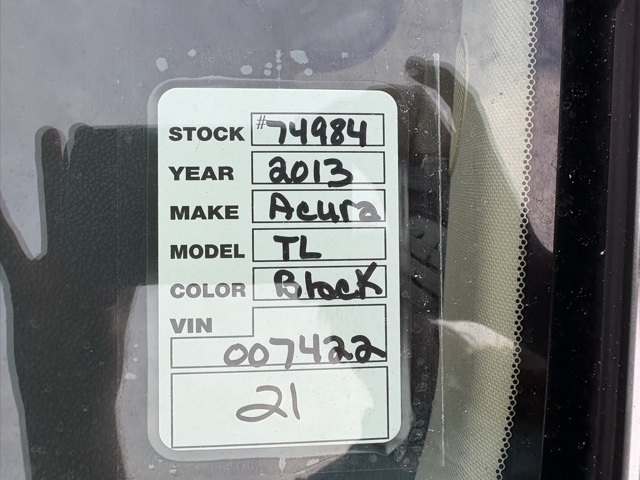 STOCK #74984
YEAR 2013
MAKE Acura
MODEL TL
COLOR Black
VIN
007422
21